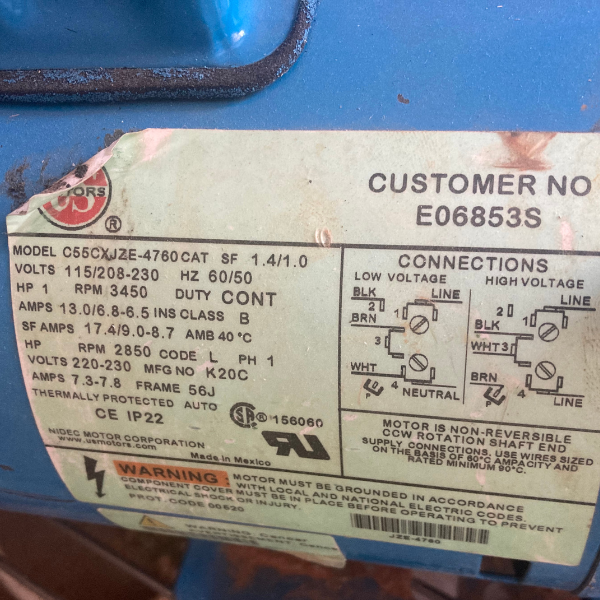 CUSTOMER NO
E06853S
US
MOTORS
®
MODEL C55CXJZE-4760 CAT SF 1.4/1.0
VOLTS 115/208-230 HZ 60/50
HP 1 RPM 3450 DUTY CONT
AMPS 13.0/6.8-6.5 INS CLASS B
SF AMPS 17.4/9.0-8.7 AMB 40 °C
HP RPM 2850 CODE L PH 1
VOLTS 220-230 MFG NO K20C
AMPS 7.3-7.8 FRAME 56J
THERMALLY PROTECTED AUTO
CE IP22
SA ® 156060
NIDEC MOTOR CORPORATION
www.usmotors.com
Made in Mexico
CONNECTIONS
LOW VOLTAGE
BLK 2 1 LINE
BRN
3
WHT 4 NEUTRAL
HIGH VOLTAGE
2 1 LINE
BLK
WHT 3
BRN 4 LINE
MOTOR IS NON-REVERSIBLE
CCW ROTATION SHAFT END
SUPPLY CONNECTIONS, USE WIRES SIZED
ON THE BASIS OF 60°C AMPACITY AND
RATED MINIMUM 90°C.
WARNING: MOTOR MUST BE GROUNDED IN ACCORDANCE
WITH LOCAL AND NATIONAL ELECTRIC CODES.
COMPONENT COVER MUST BE IN PLACE BEFORE OPERATING TO PREVENT
ELECTRICAL SHOCK OR INJURY.
PROT. CODE 00520
JZE-4760
WARNING: Cancer